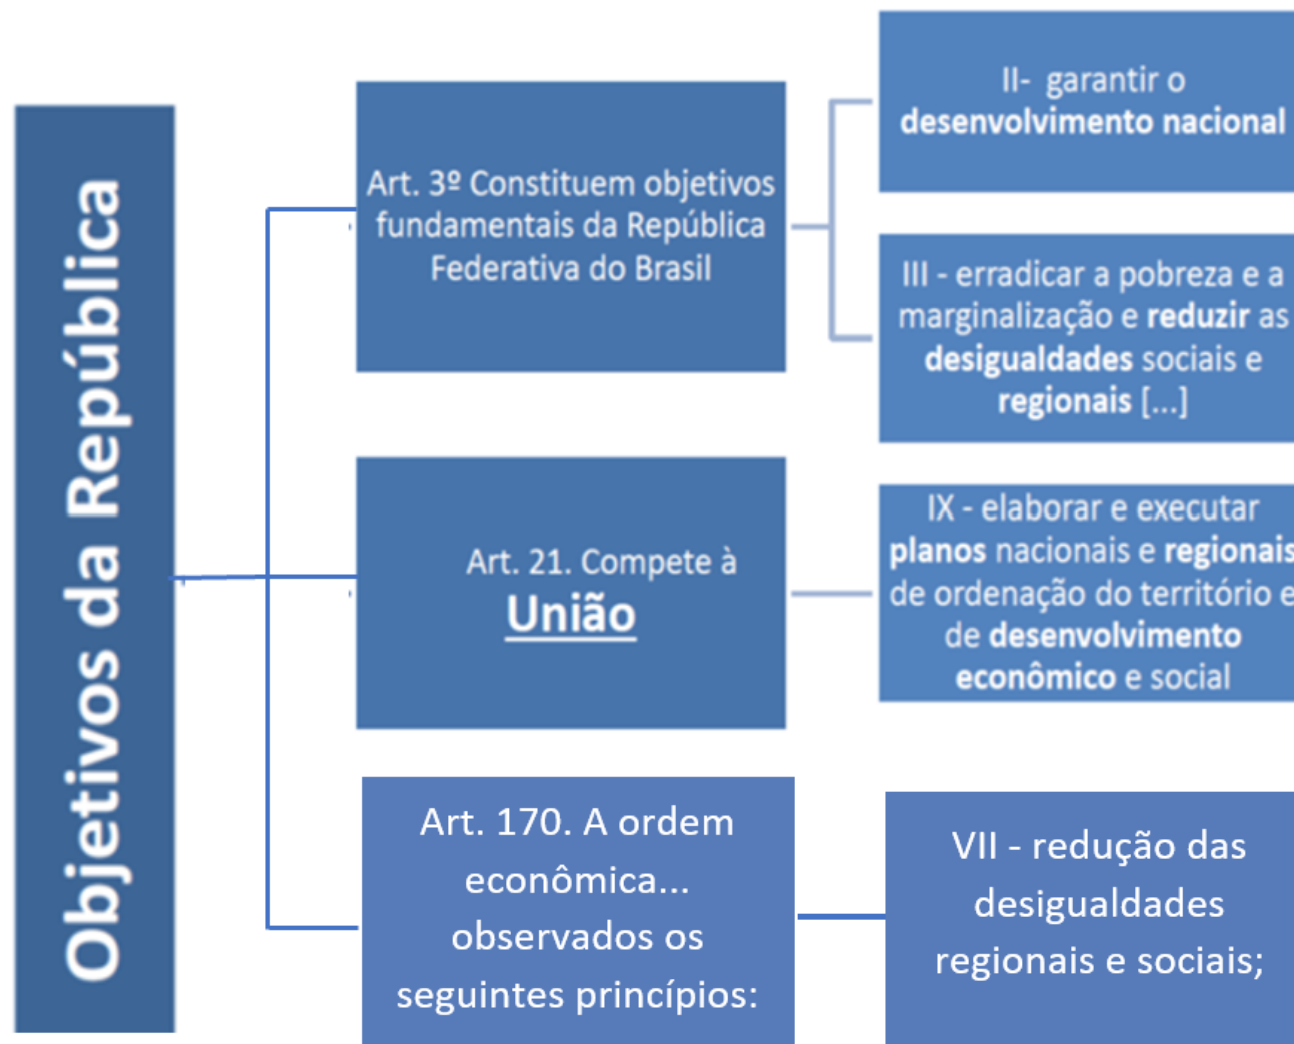 Objetivos da República
Art. 3º Constituem objetivos
fundamentais da República
Federativa do Brasil
II- garantir o
desenvolvimento nacional
III - erradicar a pobreza e a
marginalização e reduzir as
desigualdades sociais e
regionais [...]
Art. 21. Compete à
União
IX - elaborar e executar
planos nacionais e regionais
de ordenação do território e
de desenvolvimento
econômico e social
Art. 170. A ordem
econômica...
observados os
seguintes princípios:
VII - redução das
desigualdades
regionais e sociais;